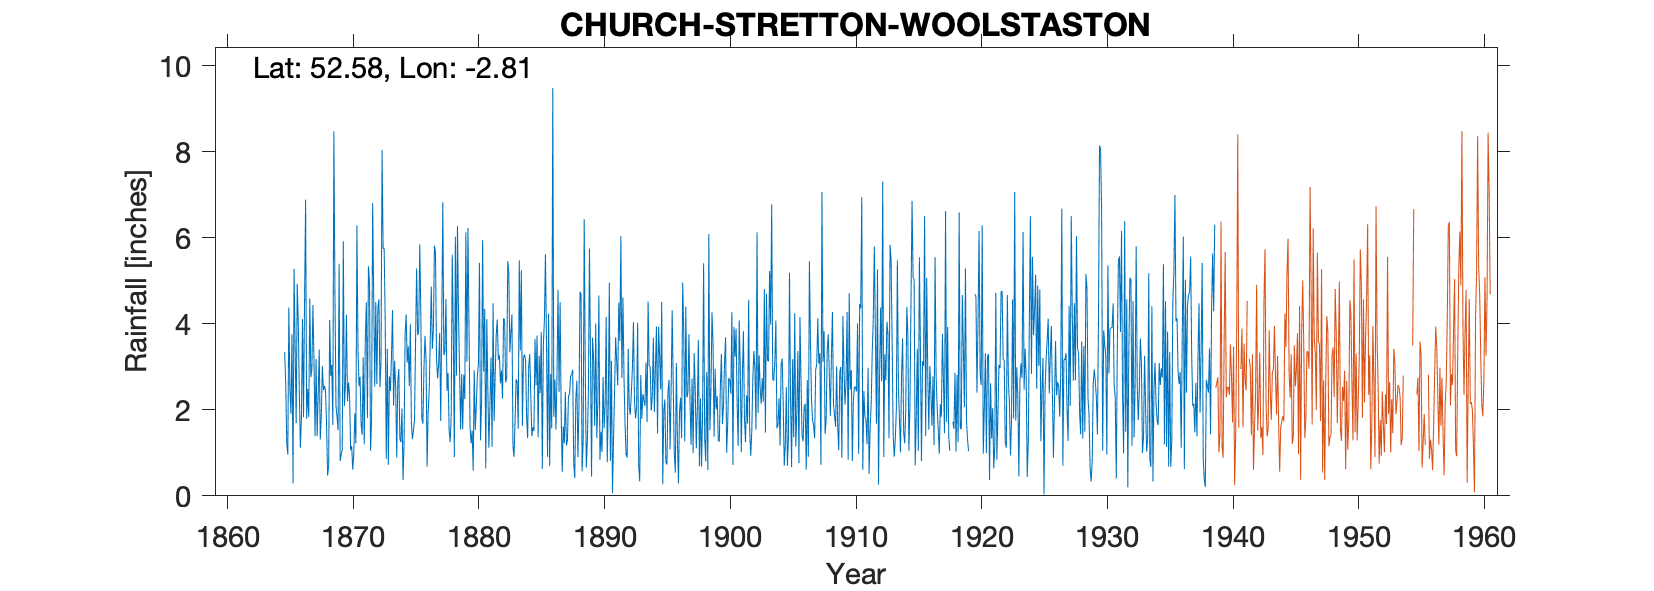 CHURCH-STRETTON-WOOLSTASTON
Lat: 52.58, Lon: -2.81
10
8
6
4
2
0
Rainfall [inches]
1860 1870 1880 1890 1900 1910 1920 1930 1940 1950 1960
Year